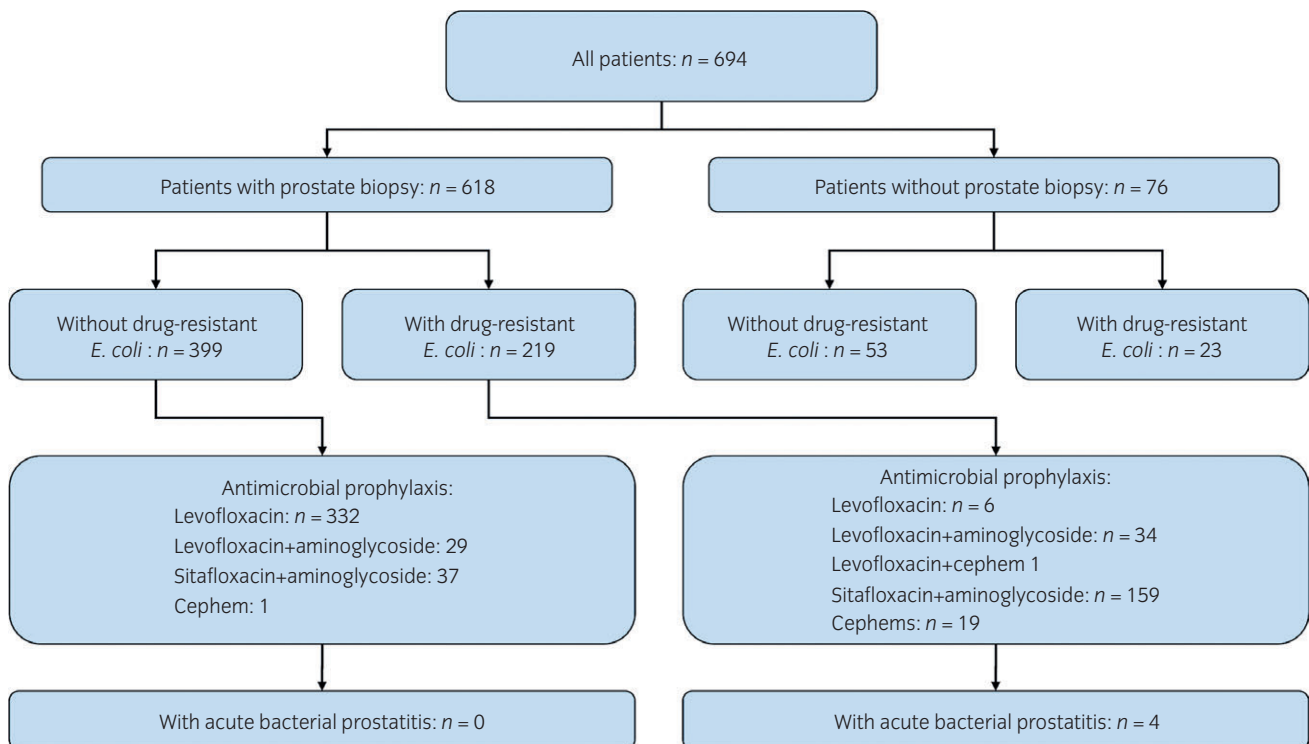 All patients: n = 694
Patients with prostate biopsy: n = 618
Patients without prostate biopsy: n = 76
Without drug-resistant
E. coli : n = 399
With drug-resistant
E. coli : n = 219
Without drug-resistant
E. coli : n = 53
With drug-resistant
E. coli : n = 23
Antimicrobial prophylaxis:
Levofloxacin: n = 332
Levofloxacin+aminoglycoside: 29
Sitafloxacin+aminoglycoside: 37
Cephem: 1
Antimicrobial prophylaxis:
Levofloxacin: n = 6
Levofloxacin+aminoglycoside: n = 34
Levofloxacin+cephem 1
Sitafloxacin+aminoglycoside: n = 159
Cephems: n = 19
With acute bacterial prostatitis: n = 0
With acute bacterial prostatitis: n = 4